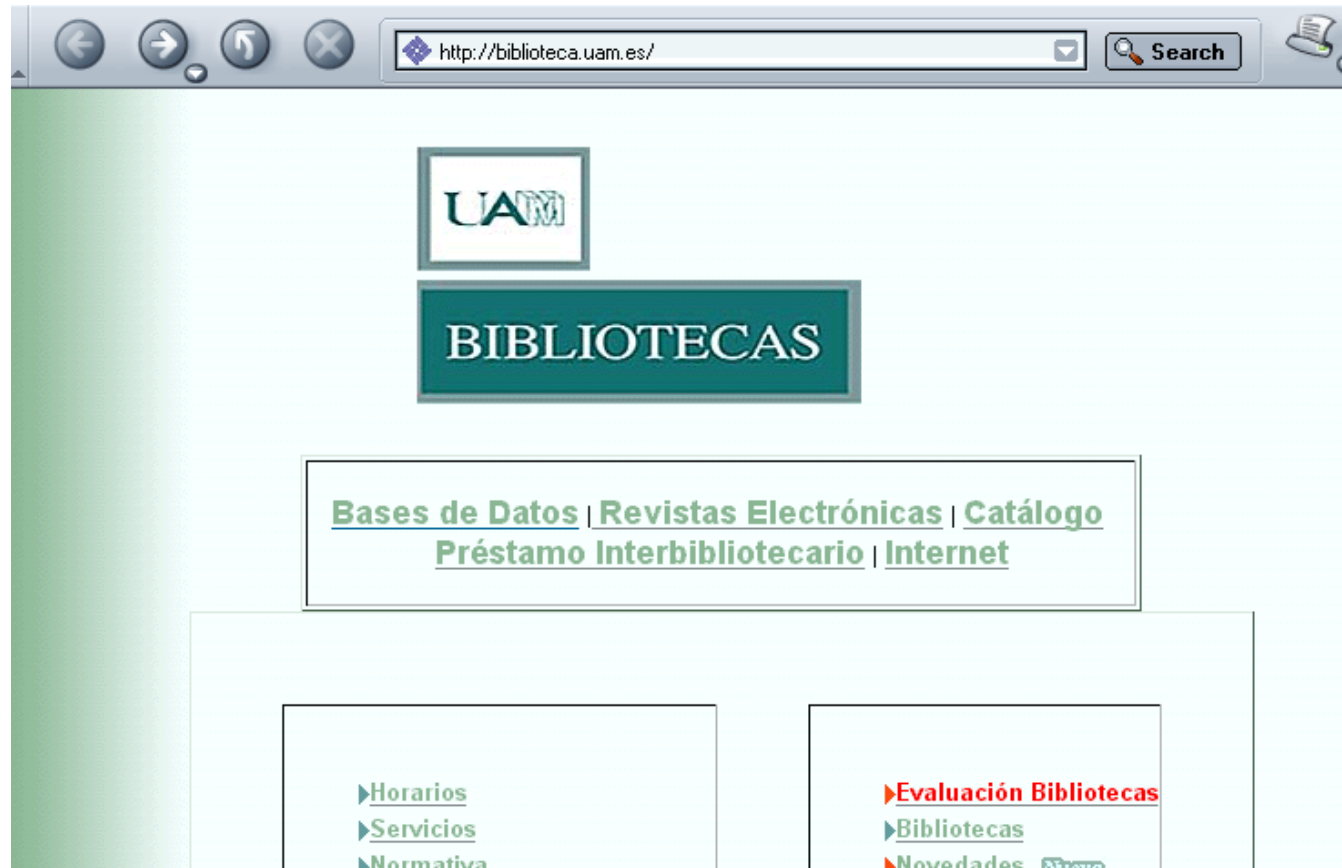 http://biblioteca.uam.es/
Search
UAM
BIBLIOTECAS
Bases de Datos | Revistas Electrónicas | Catálogo
Préstamo Interbibliotecario | Internet
Horarios
Evaluación Bibliotecas
Servicios
Bibliotecas
Normativa
Novedades Nuevo